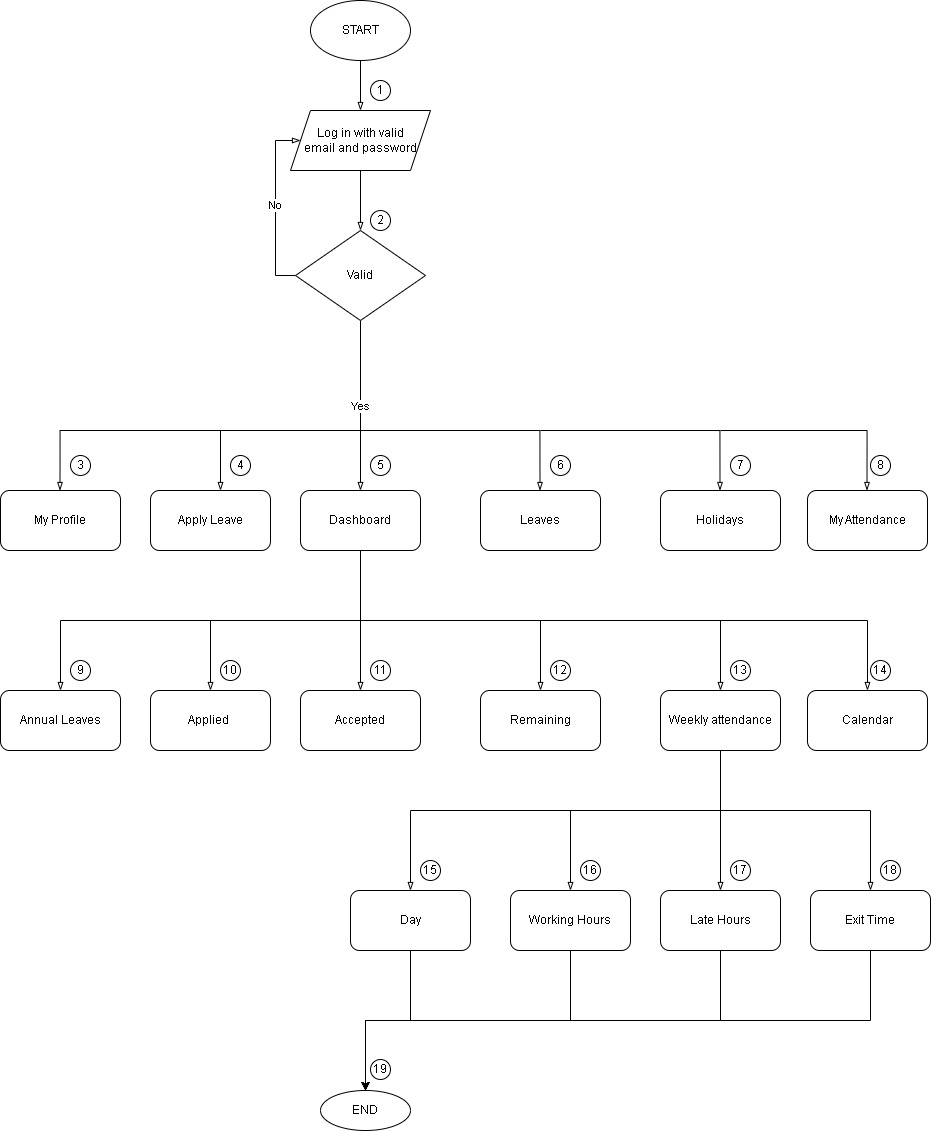 START
1
Log in with valid
email and password
No
2
Valid
Yes
3
4
5
6
7
8
My Profile
Apply Leave
Dashboard
Leaves
Holidays
My Attendance
9
10
11
12
13
14
Annual Leaves
Applied
Accepted
Remaining
Weekly attendance
Calendar
15
16
17
18
Day
Working Hours
Late Hours
Exit Time
19
END